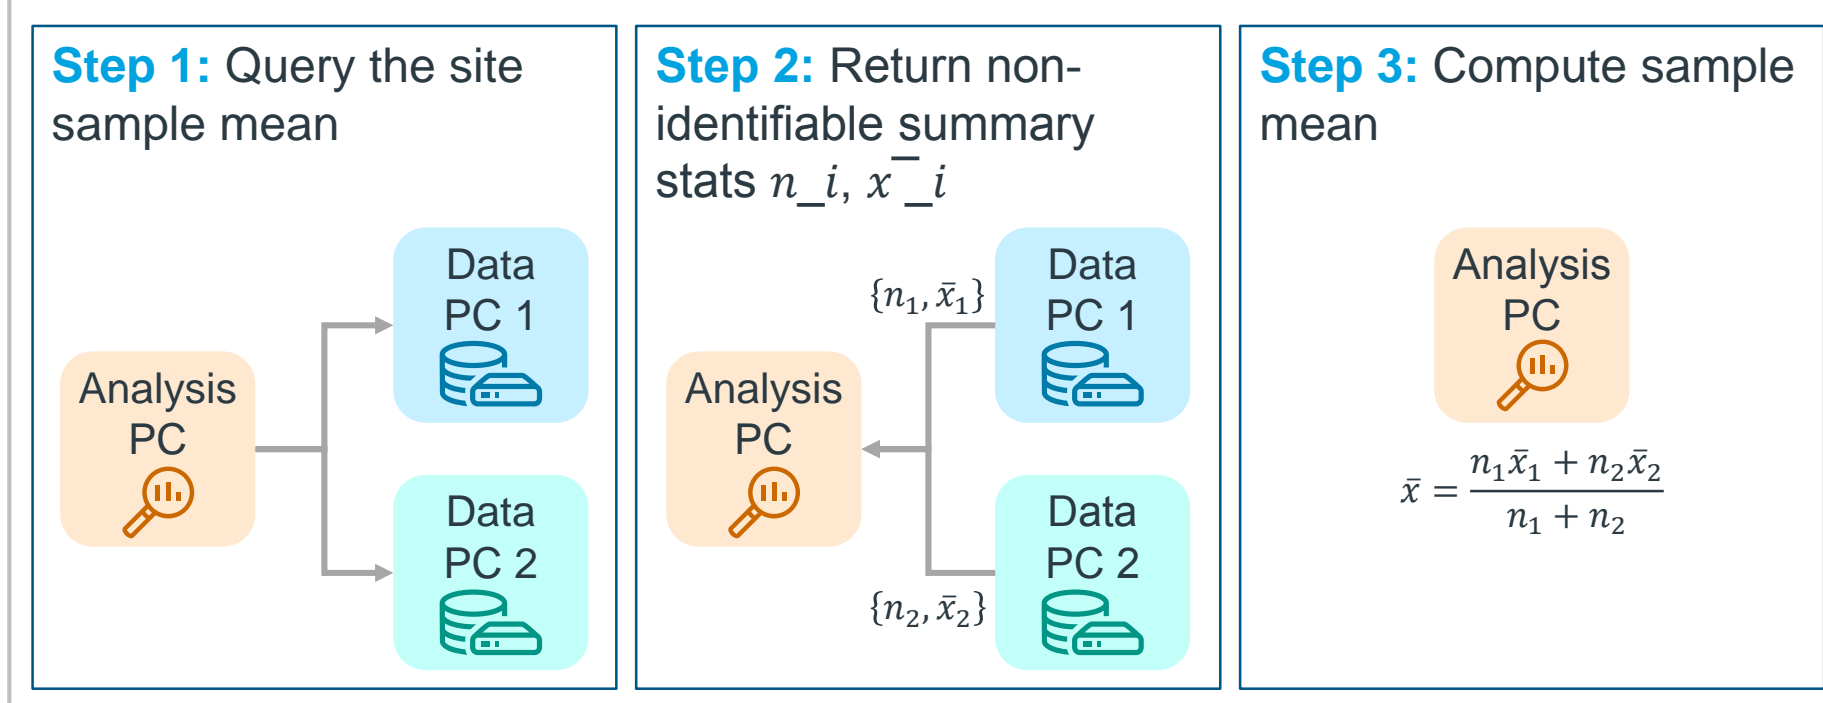 Step 1: Query the site
sample mean
Analysis
PC
Data
PC 1
Data
PC 2
Step 2: Return non-
identifiable summary
stats n_i, x¯_i
{n₁, x̄₁}
Data
PC 1
Analysis
PC
Data
PC 2
{n₂, x̄₂}
Step 3: Compute sample
mean
Analysis
PC
x̄ = (n₁x̄₁ + n₂x̄₂) / (n₁ + n₂)